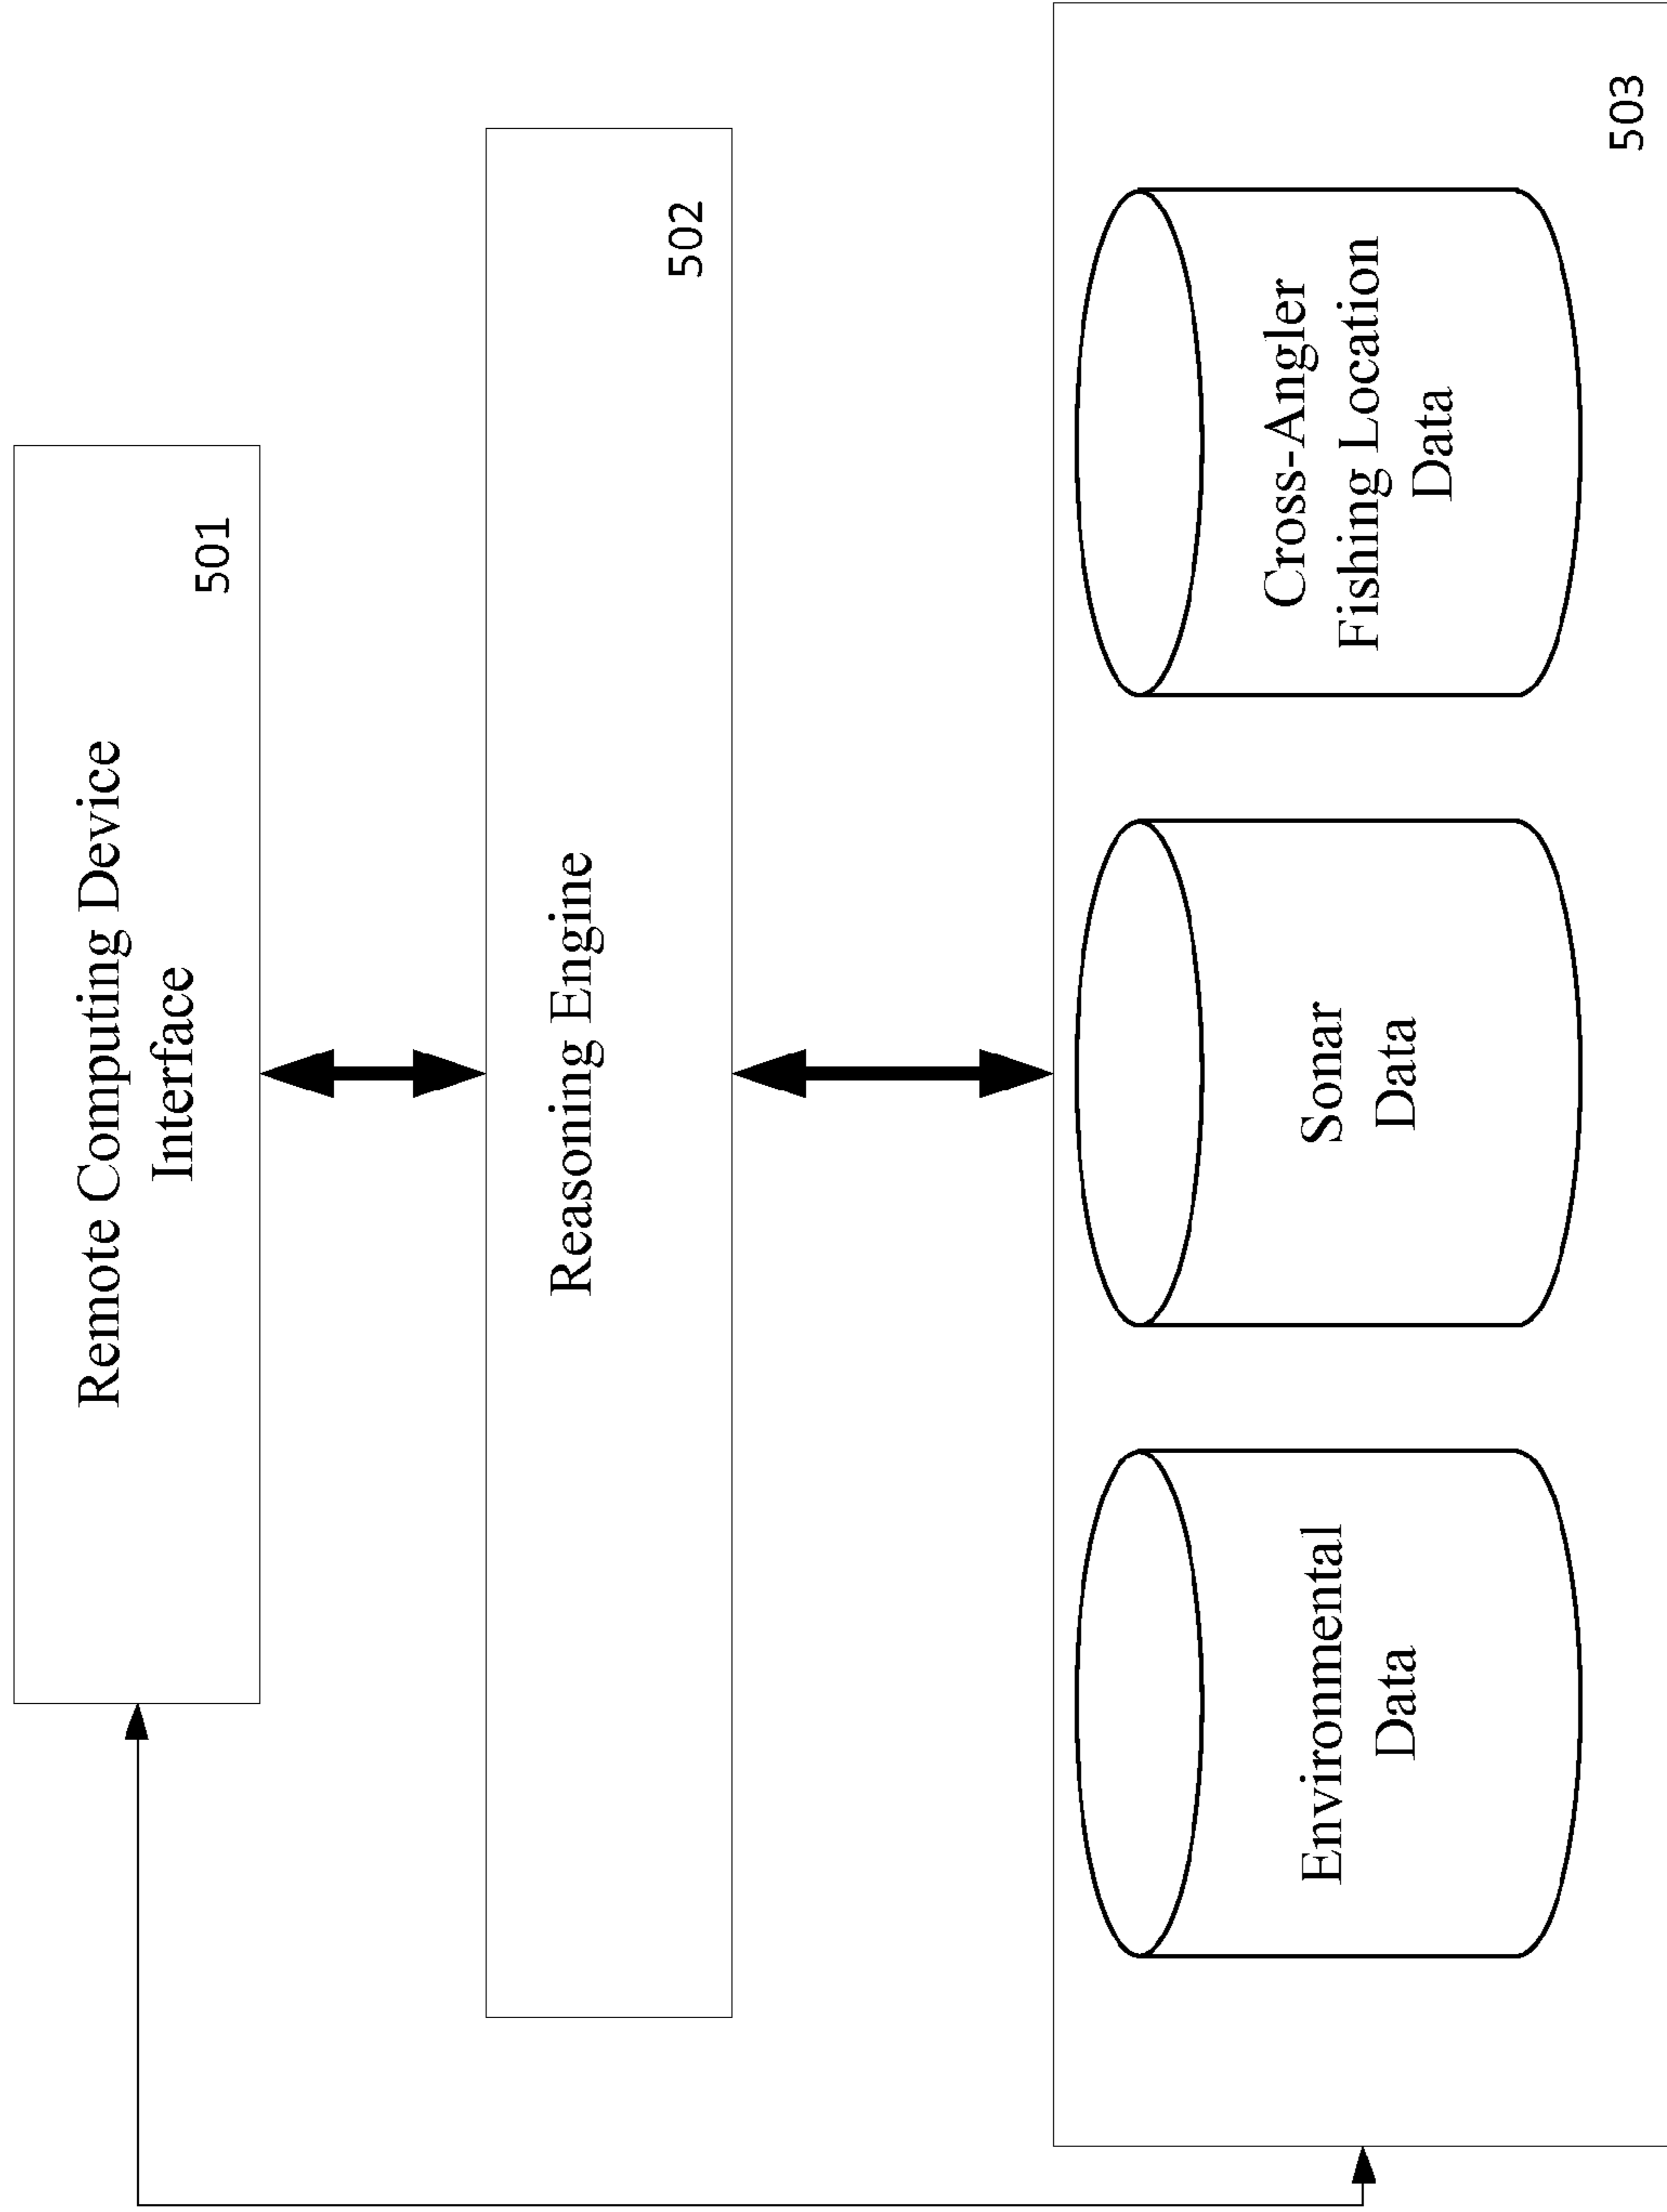 Remote Computing Device
Interface
501
Reasoning Engine
502
Environmental
Data
Sonar
Data
Cross-Angler
Fishing Location
Data
503